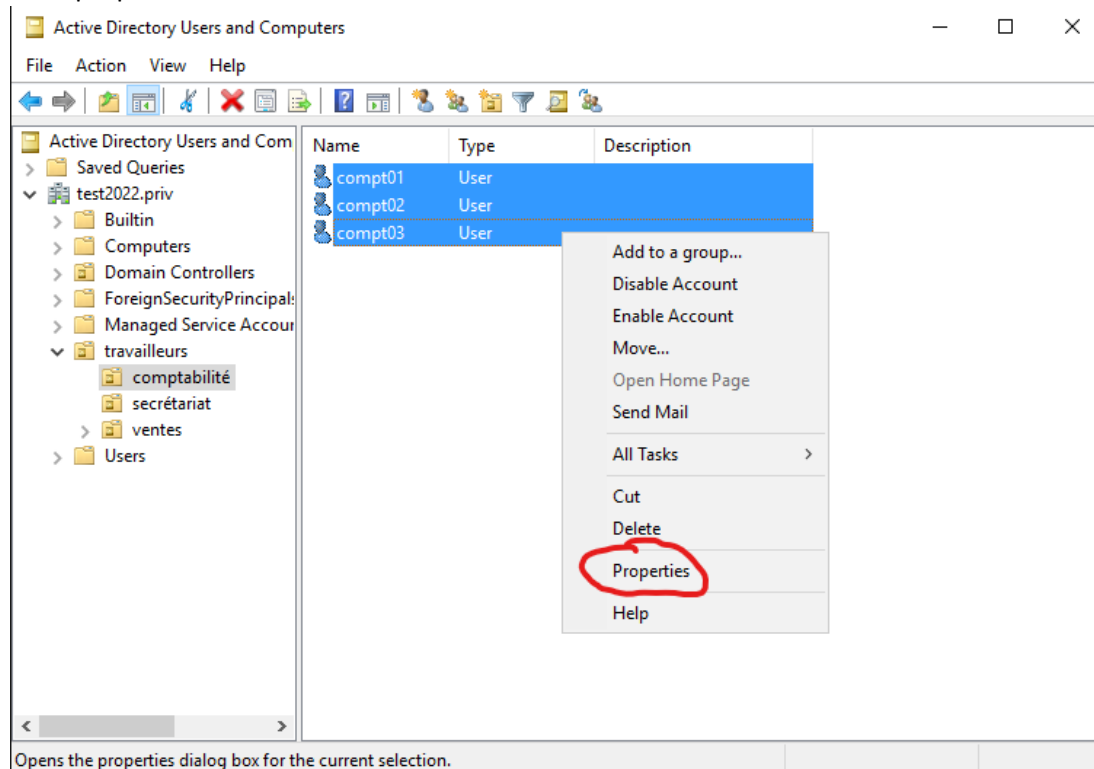 Active Directory Users and Computers
File Action View Help
Active Directory Users and Com
Saved Queries
test2022.priv
Builtin
Computers
Domain Controllers
ForeignSecurityPrincipal
Managed Service Accour
travailleurs
comptabilité
secrétariat
ventes
Users
Name Type Description
compt01 User
compt02 User
compt03 User
Add to a group...
Disable Account
Enable Account
Move...
Open Home Page
Send Mail
All Tasks
Cut
Delete
Properties
Help
Opens the properties dialog box for the current selection.